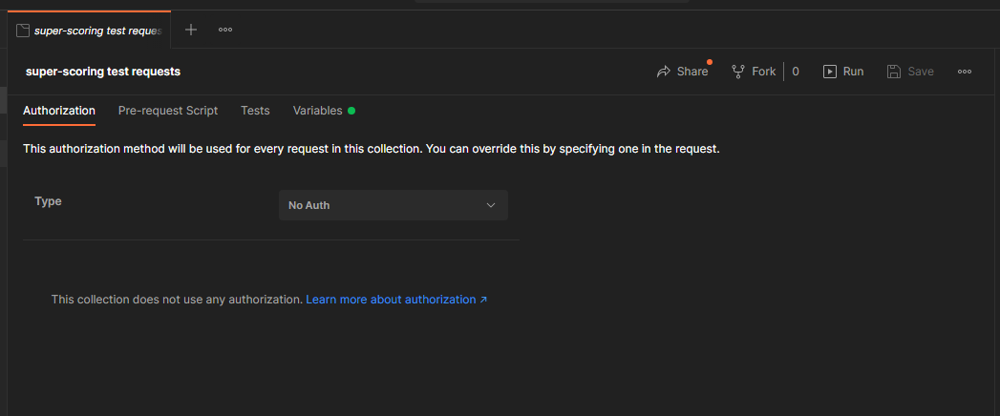 super-scoring test reques
super-scoring test requests
Share
Fork
0
Run
Save
Authorization
Pre-request Script
Tests
Variables
This authorization method will be used for every request in this collection. You can override this by specifying one in the request.
Type
No Auth
This collection does not use any authorization. Learn more about authorization ↗